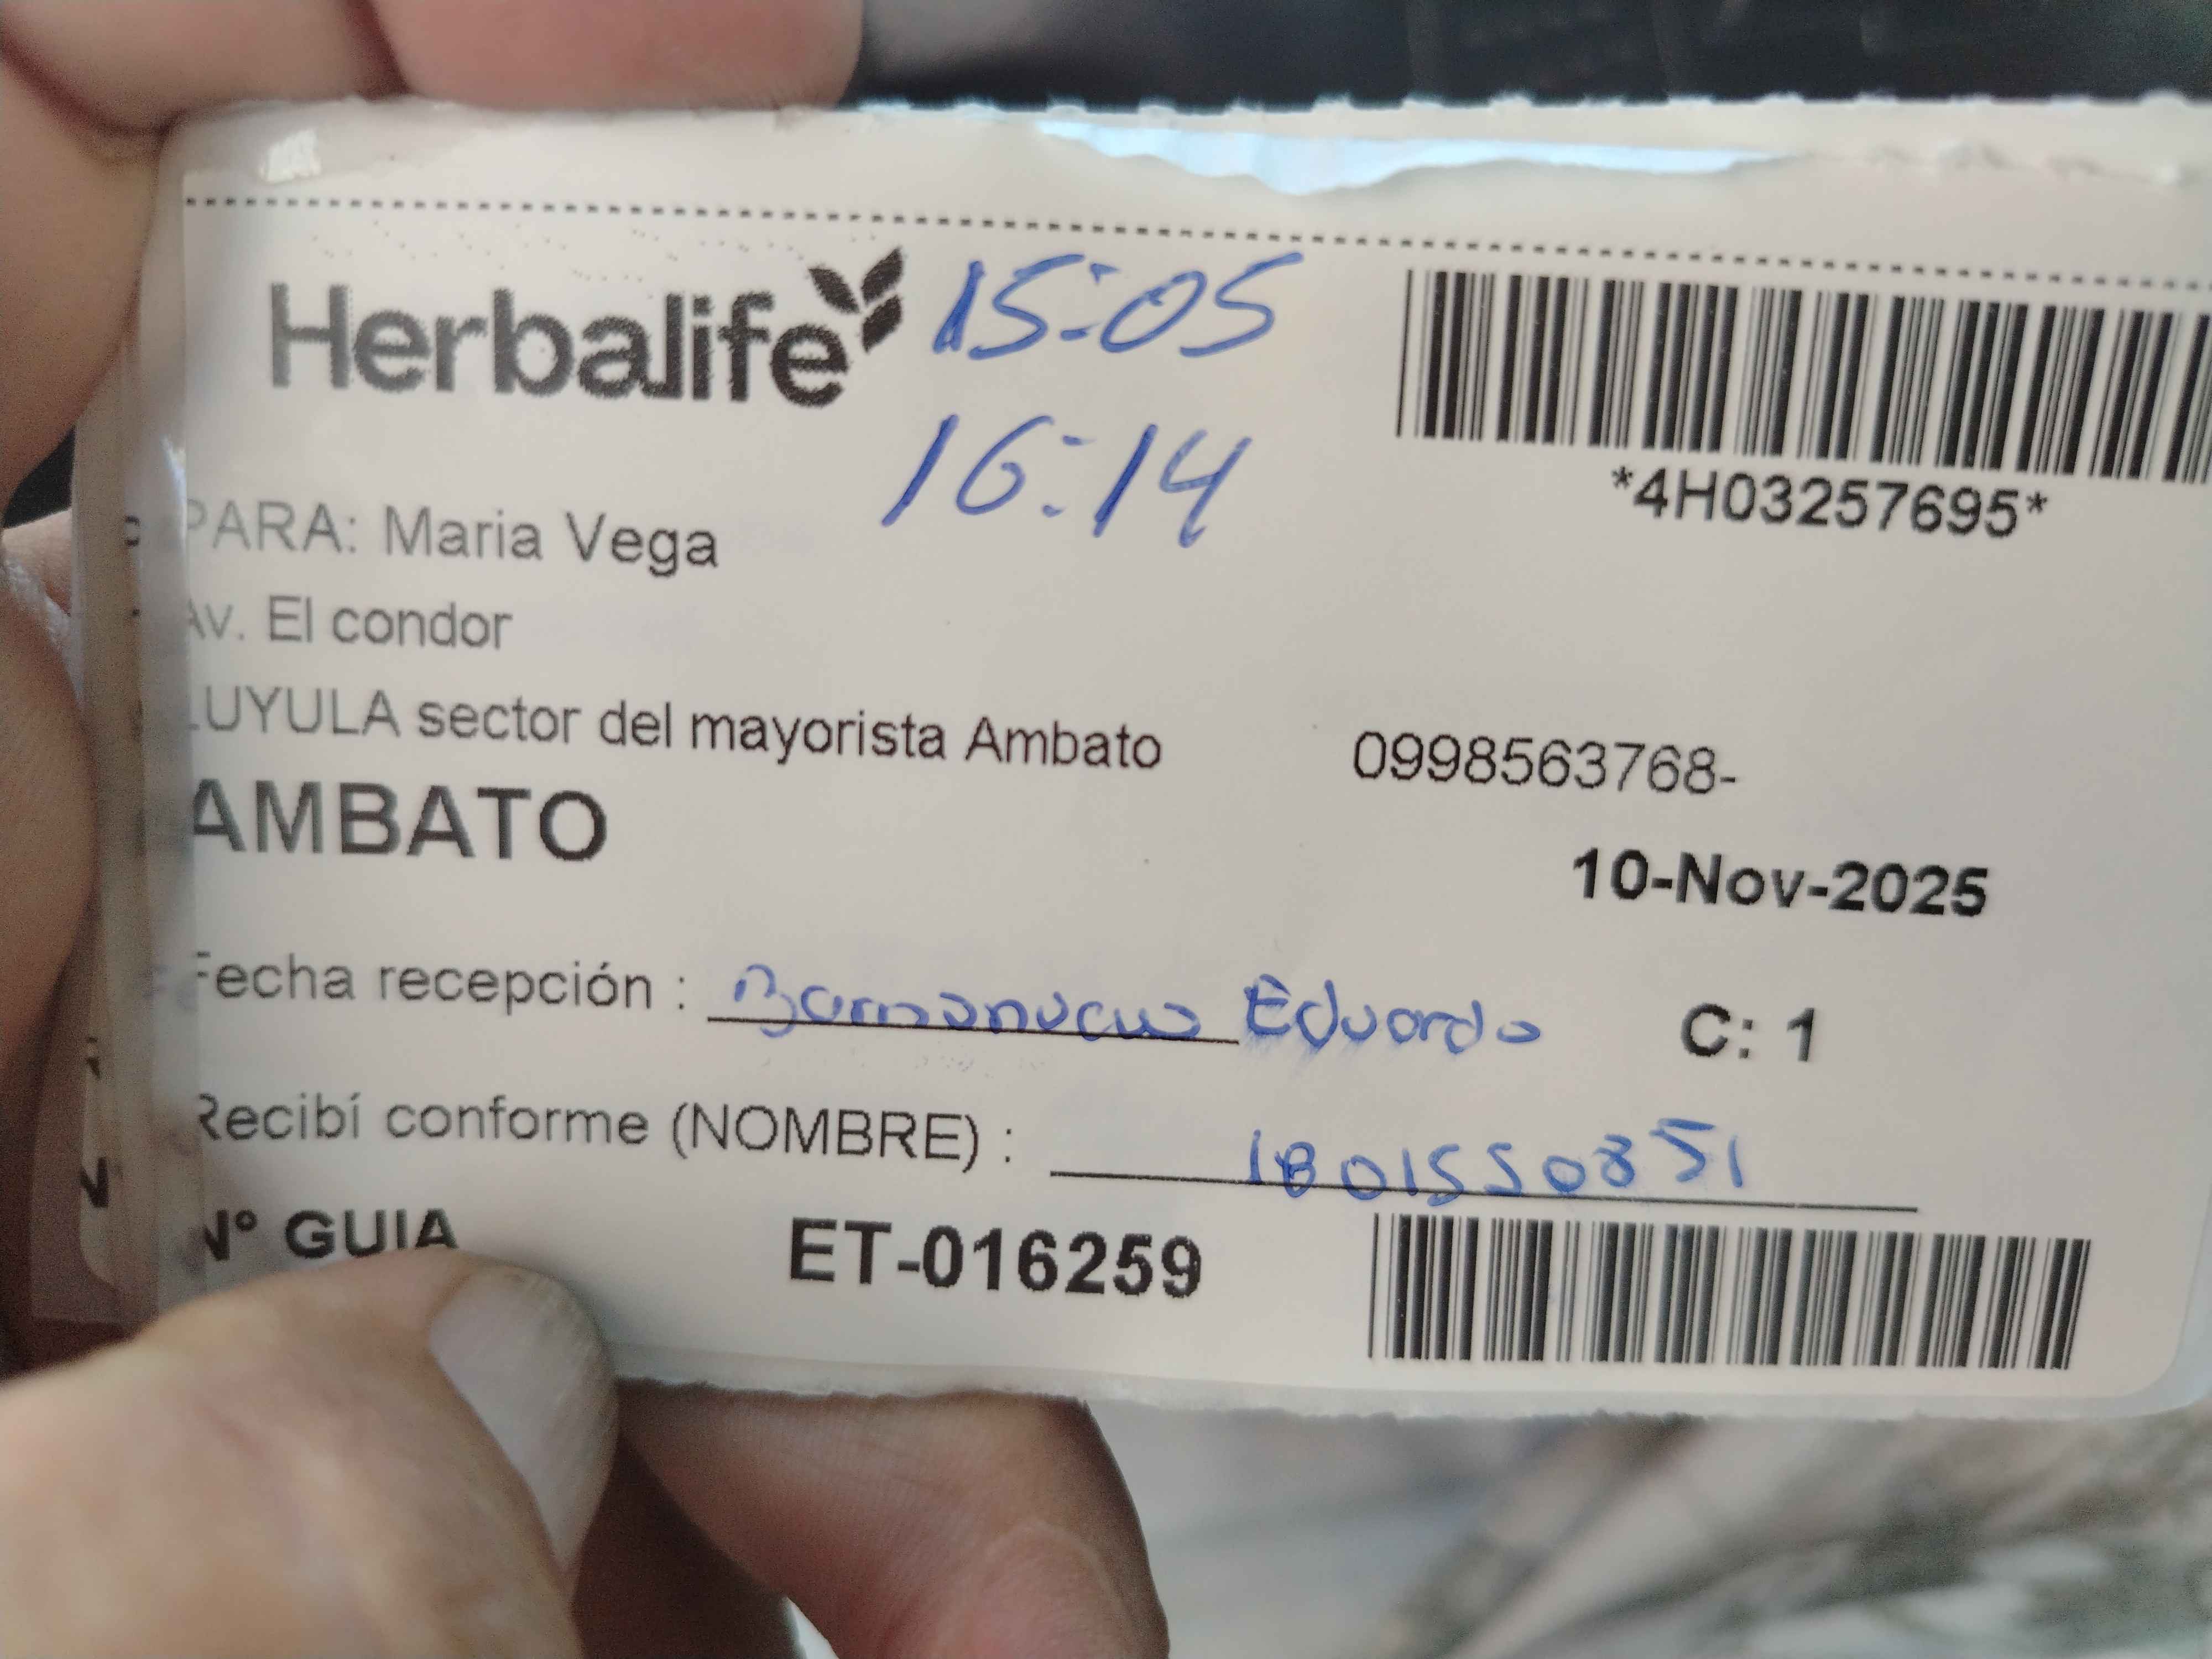 Herbalife 15:05
16:14
*4H03257695*
PARA: Maria Vega
Av. El condor
LUYULA sector del mayorista Ambato 0998563768-
AMBATO
10-Nov-2025
Fecha recepción : Eduardo C: 1
Recibí conforme (NOMBRE) : 1801550851
N° GUIA ET-016259